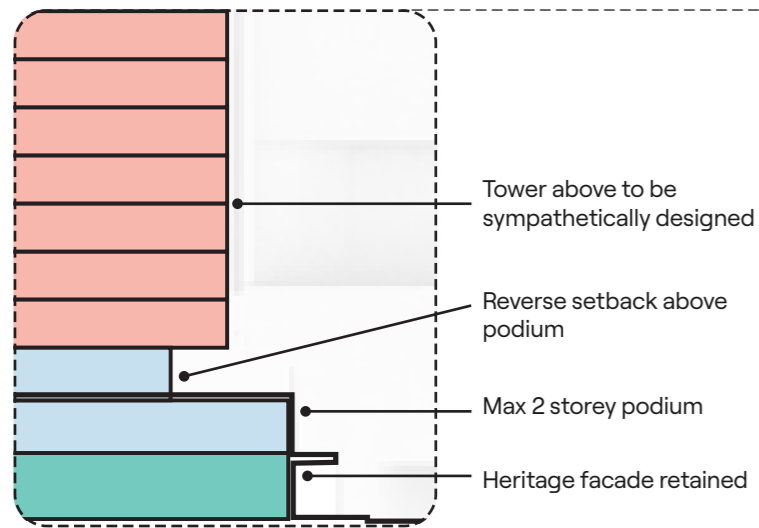 Tower above to be
sympathetically designed
Reverse setback above
podium
Max 2 storey podium
Heritage facade retained